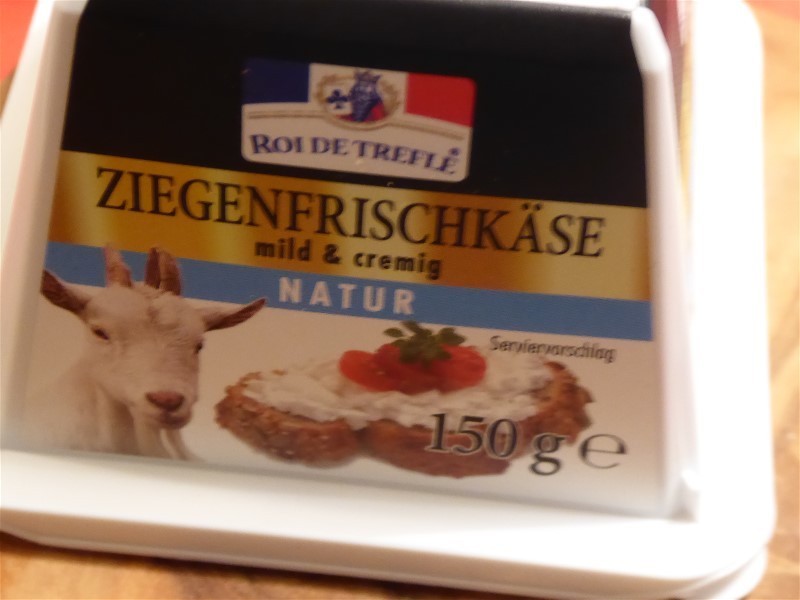 ROI DE TREFLE®
ZIEGENFRISCHKÄSE
mild & cremig
NATUR
Serviervorschlag
150 g e